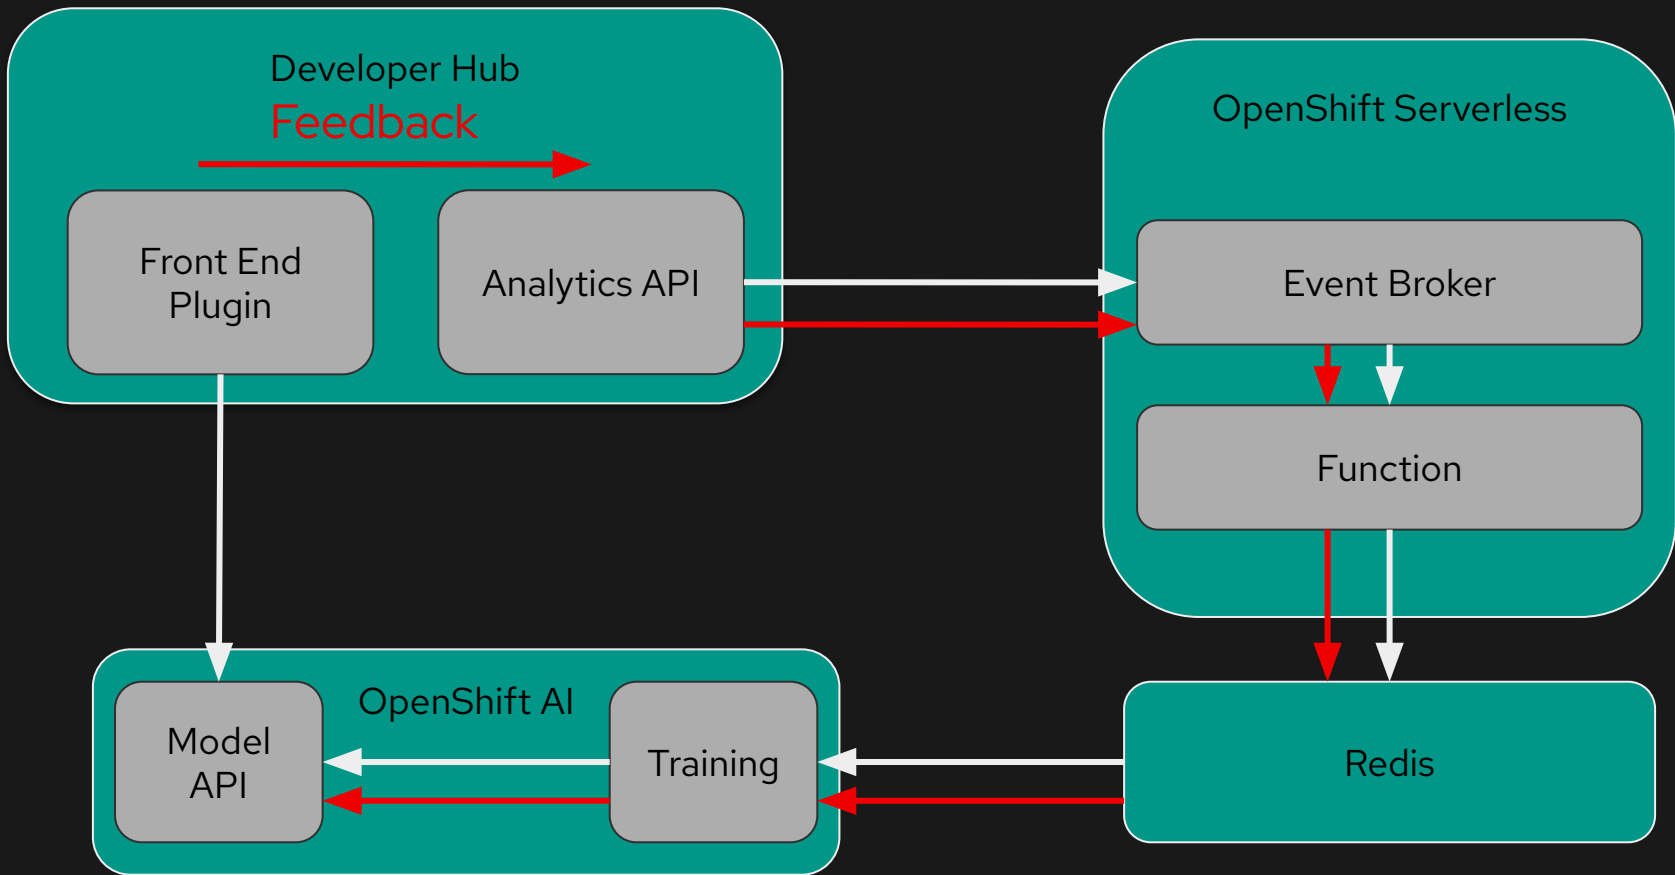 Developer Hub
Feedback
Front End
Plugin
Analytics API
OpenShift Serverless
Event Broker
Function
OpenShift AI
Model
API
Training
Redis